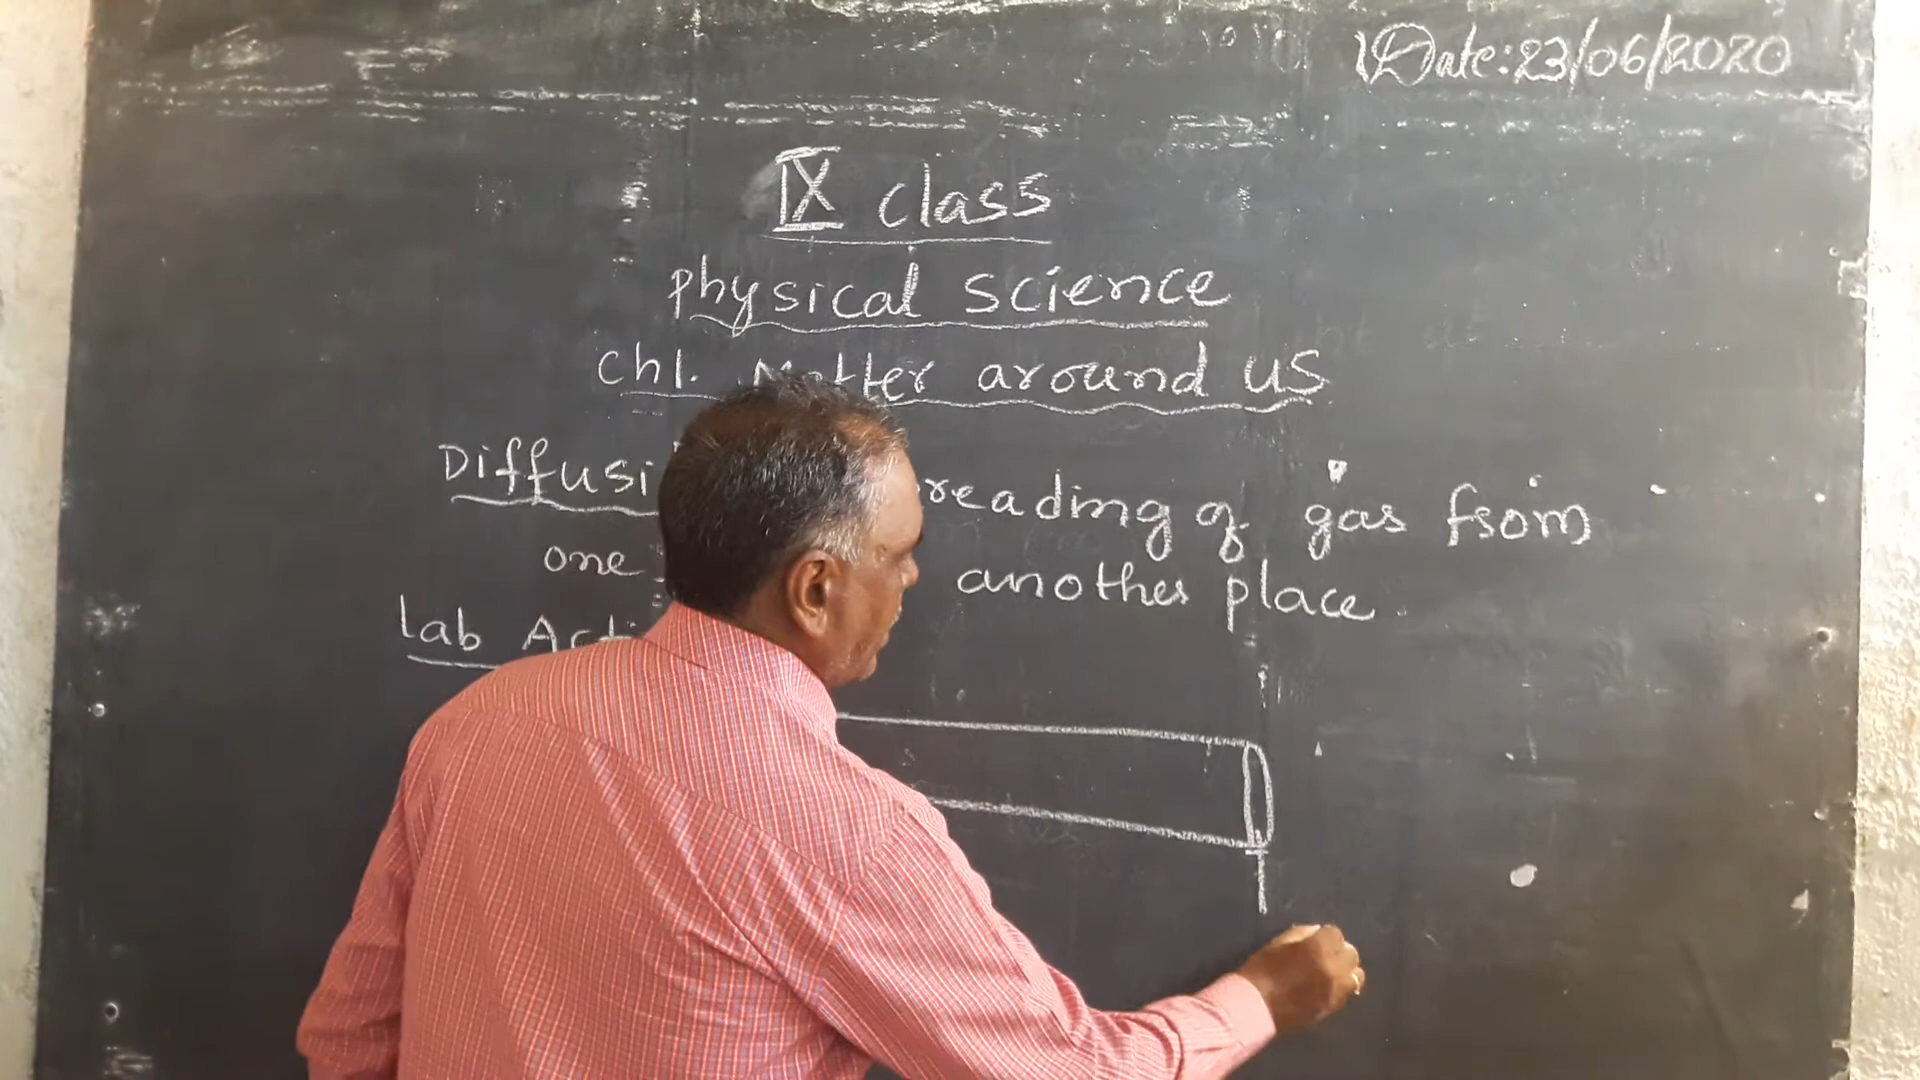 Date: 23/06/2020
IX class
physical science
ch1. Matter around us
Diffusi reading of gas from
one another place.
Lab Acti